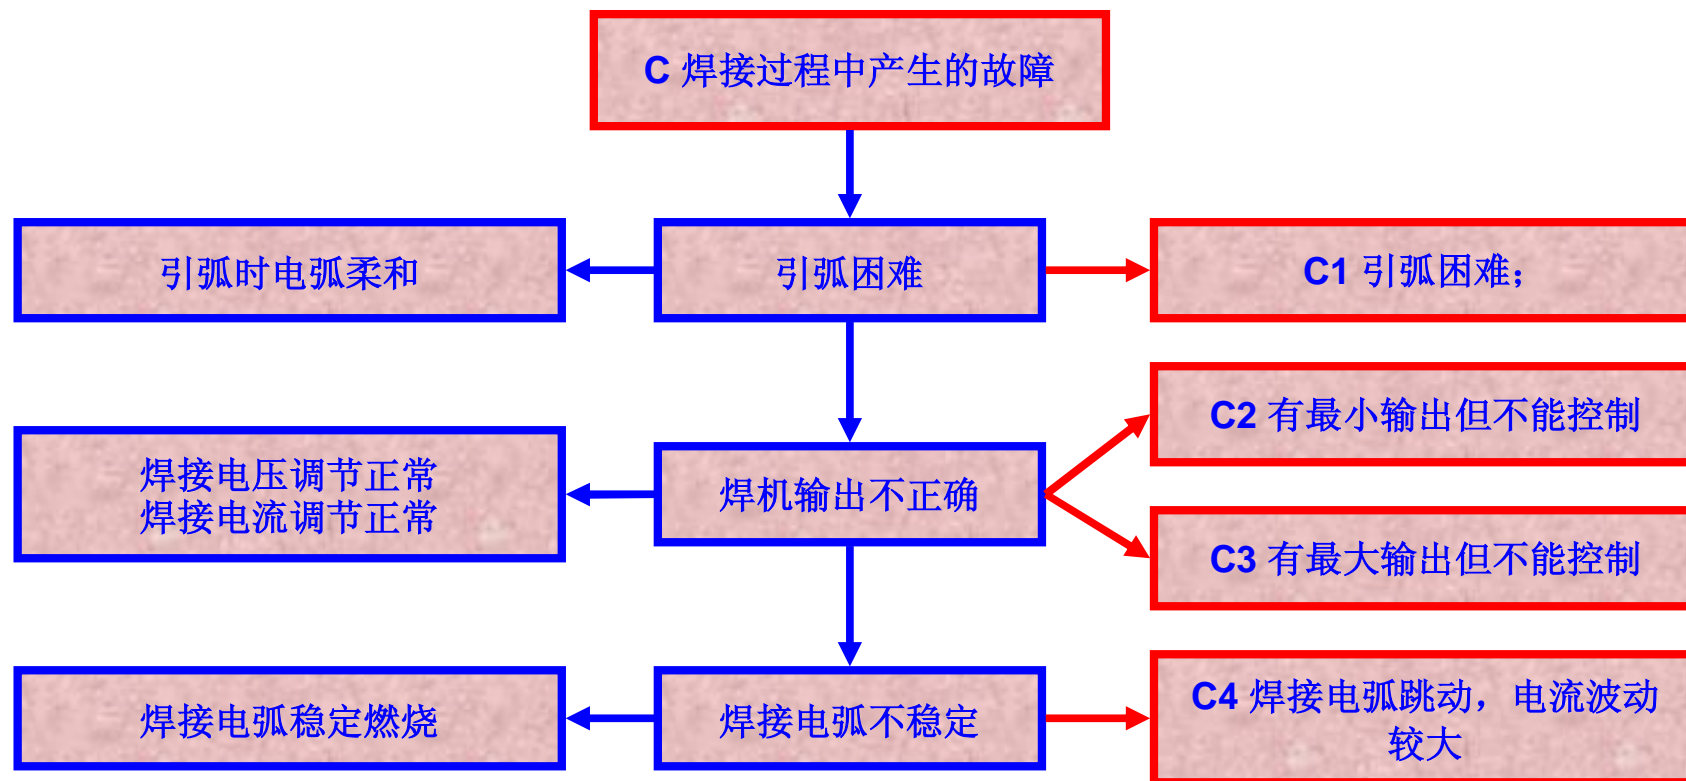 C 焊接过程中产生的故障
引弧时电弧柔和
引弧困难
C1 引弧困难；
C2 有最小输出但不能控制
焊接电压调节正常
焊接电流调节正常
焊机输出不正确
C3 有最大输出但不能控制
焊接电弧稳定燃烧
焊接电弧不稳定
C4 焊接电弧跳动，电流波动
较大